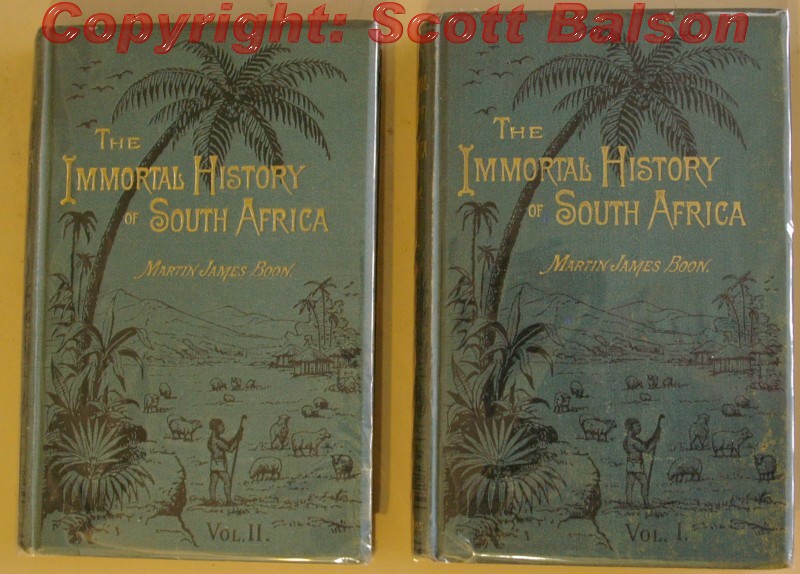 Copyright: Scott Balson
THE
IMMORTAL HISTORY
OF SOUTH AFRICA
MARTIN JAMES BOON.
VOL. II.
THE
IMMORTAL HISTORY
OF SOUTH AFRICA
MARTIN JAMES BOON.
VOL. I.